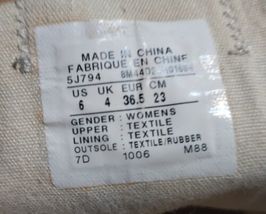 MADE IN CHINA
FABRIQUE EN CHINE
5J794
US UK EUR CM
6 4 36.5 23
GENDER : WOMENS
UPPER : TEXTILE
LINING : TEXTILE
OUTSOLE : TEXTILE/RUBBER
7D 1006 M88